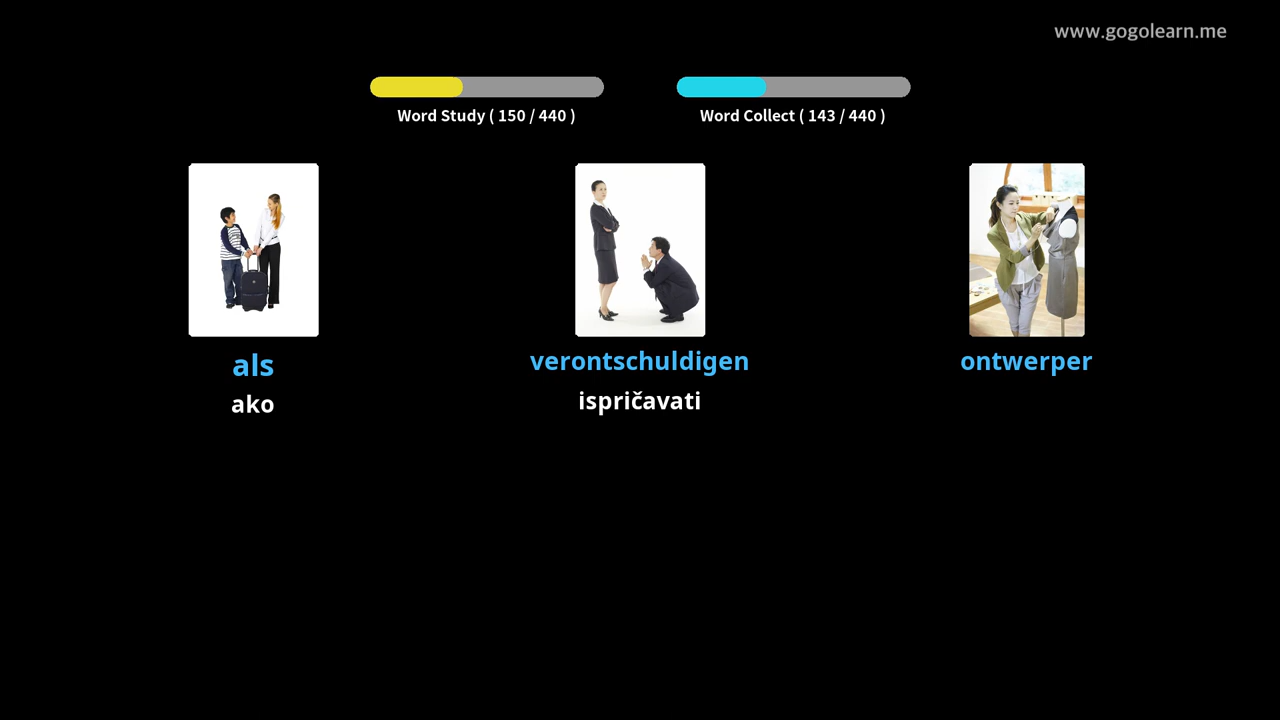 www.gogolearn.me
Word Study ( 150 / 440 )
Word Collect ( 143 / 440 )
als
ako
verontschuldigen
ispričavati
ontwerper